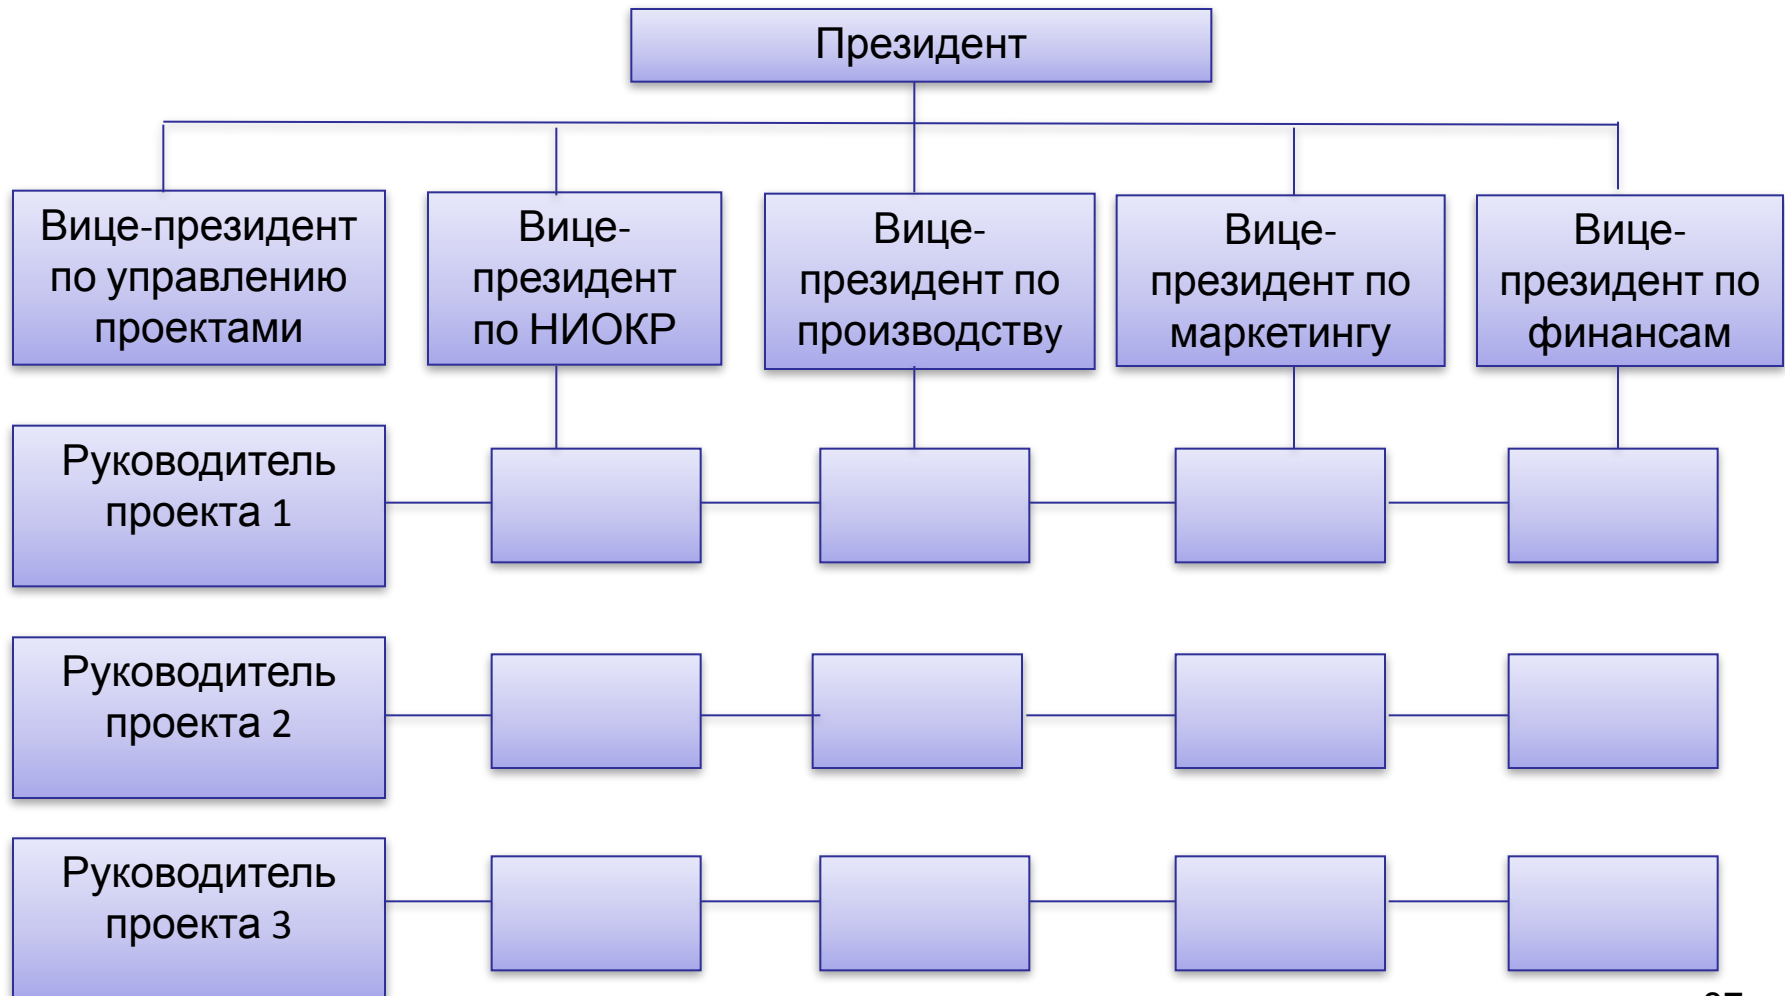 Президент
Вице-президент
по управлению
проектами
Вице-
президент
по НИОКР
Вице-
президент по
производству
Вице-
президент по
маркетингу
Вице-
президент по
финансам
Руководитель
проекта 1
Руководитель
проекта 2
Руководитель
проекта 3